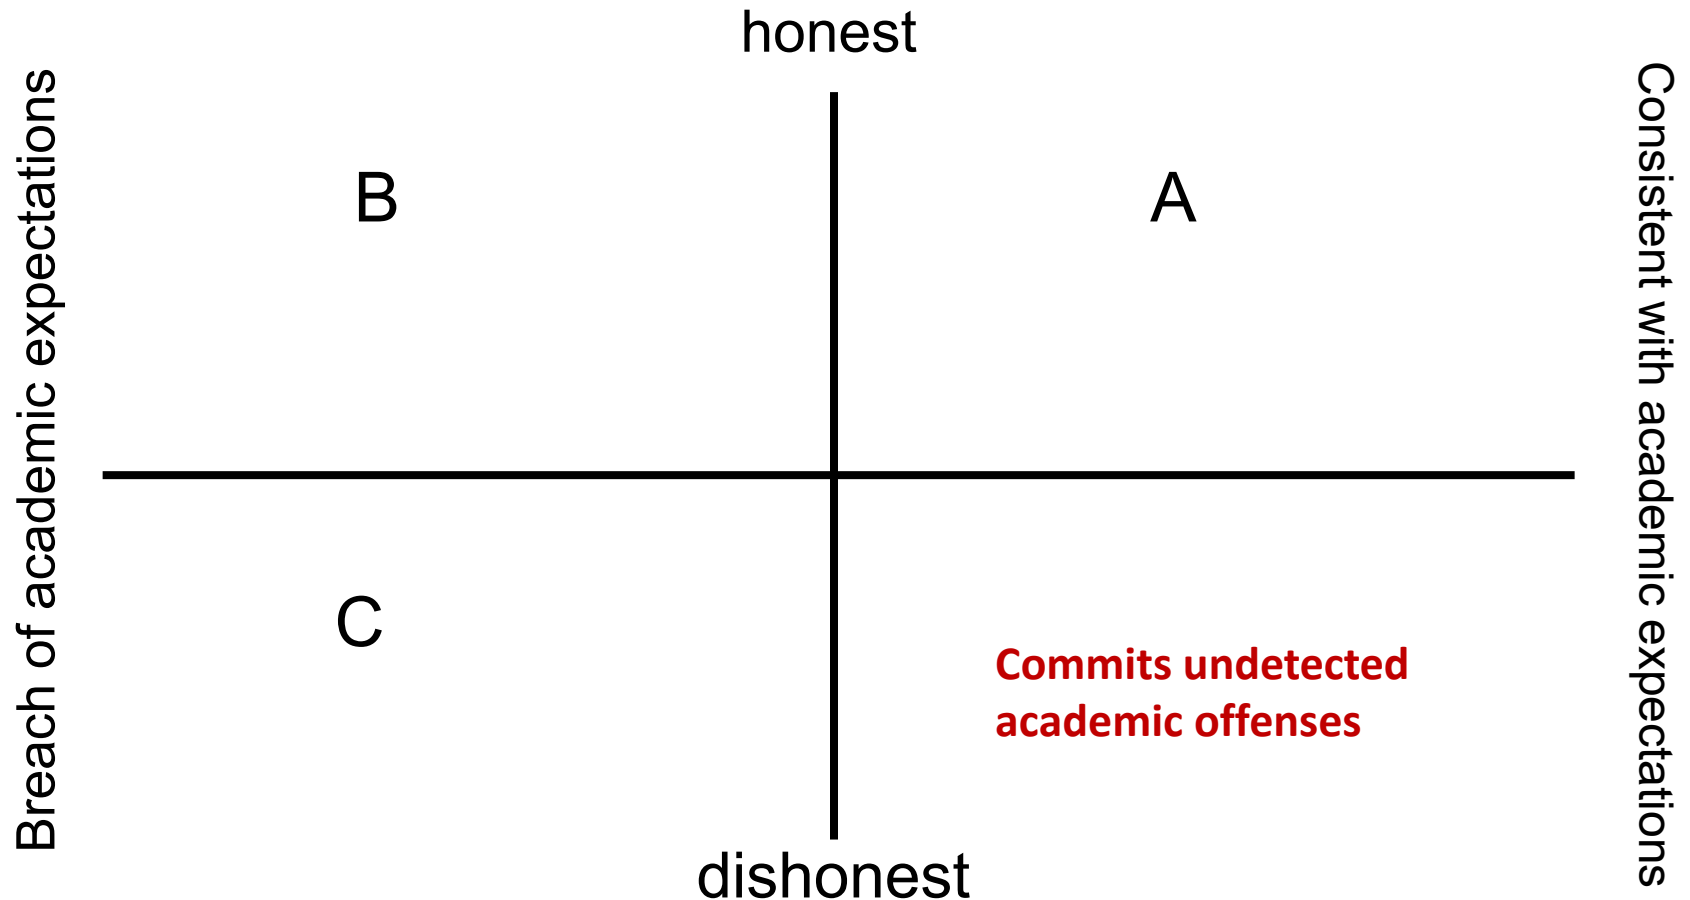 honest
Breach of academic expectations
Consistent with academic expectations
B
A
C
Commits undetected
academic offenses
dishonest